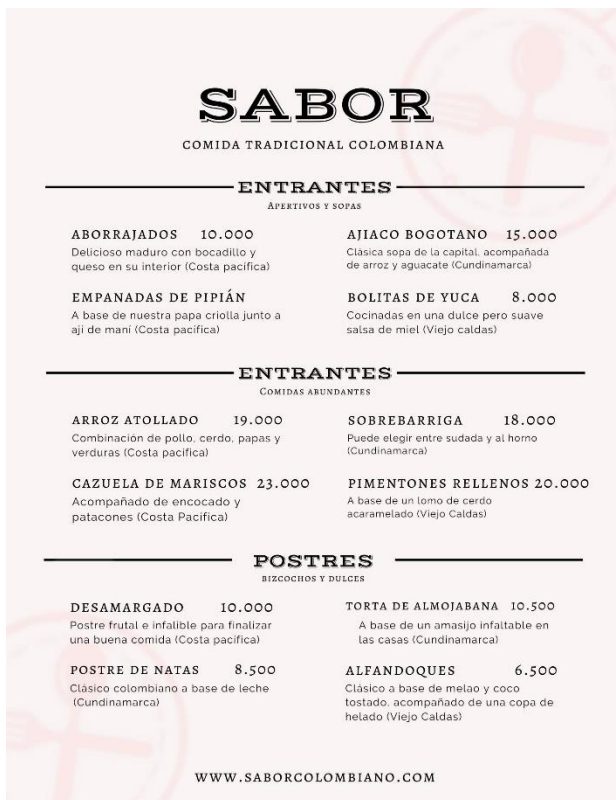 SABOR
COMIDA TRADICIONAL COLOMBIANA
ENTRANTES
APERTIVOS Y SOPAS
ABORRAJADOS 10.000
Delicioso maduro con bocadillo y
queso en su interior (Costa pacífica)
EMPANADAS DE PIPIÁN
A base de nuestra papa criolla junto a
ají de maní (Costa pacífica)
AJIACO BOGOTANO 15.000
Clásica sopa de la capital, acompañada
de arroz y aguacate (Cundinamarca)
BOLITAS DE YUCA 8.000
Cocinadas en una dulce pero suave
salsa de miel (Viejo caldas)
ENTRANTES
COMIDAS ABUNDANTES
ARROZ ATOLLADO 19.000
Combinación de pollo, cerdo, papas y
verduras (Costa pacífica)
CAZUELA DE MARISCOS 23.000
Acompañado de encocado y
patacones (Costa Pacífica)
SOBREBARRIGA 18.000
Puede elegir entre sudada y al horno
(Cundinamarca)
PIMENTONES RELLENOS 20.000
A base de un lomo de cerdo
acaramelado (Viejo Caldas)
POSTRES
BIZCOCHOS Y DULCES
DESAMARGADO 10.000
Postre frutal e infalible para finalizar
una buena comida (Costa pacífica)
POSTRE DE NATAS 8.500
Clásico colombiano a base de leche
(Cundinamarca)
TORTA DE ALMOJABANA 10.500
A base de un amasijo infaltable en
las casas (Cundinamarca)
ALFANDOQUES 6.500
Clásico a base de melao y coco
tostado, acompañado de una copa de
helado (Viejo Caldas)
WWW.SABORCOLOMBIANO.COM